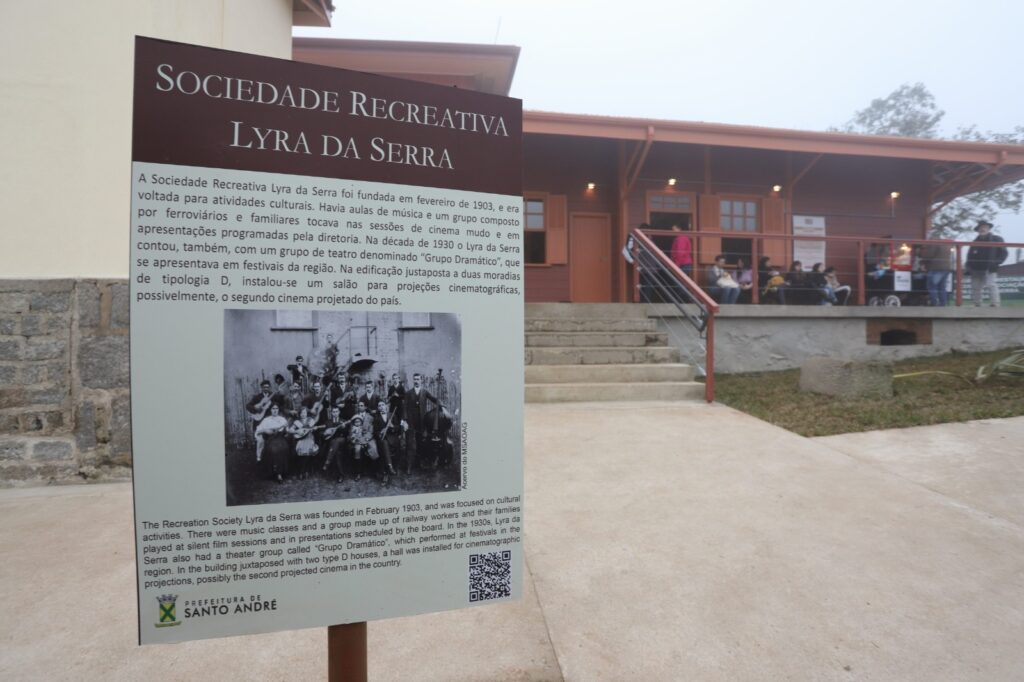 SOCIEDADE RECREATIVA
LYRA DA SERRA
A Sociedade Recreativa Lyra da Serra foi fundada em fevereiro de 1903, e era
voltada para atividades culturais. Havia aulas de música e um grupo composto
por ferroviários e familiares tocava nas sessões de cinema mudo e em
apresentações programadas pela diretoria. Na década de 1930 o Lyra da Serra
contou, também, com um grupo de teatro denominado “Grupo Dramático”, que
se apresentava em festivais da região. Na edificação justaposta a duas moradias
de tipologia D, instalou-se um salão para projeções cinematográficas,
possivelmente, o segundo cinema projetado do país.
Acervo do MSAOAG
The Recreation Society Lyra da Serra was founded in February 1903, and was focused on cultural
activities. There were music classes and a group made up of railway workers and their families
played at silent film sessions and in presentations scheduled by the board. In the 1930s, Lyra da
Serra also had a theater group called “Grupo Dramático”, which performed at festivals in the
region. In the building juxtaposed with two type D houses, a hall was installed for cinematographic
projections, possibly the second projected cinema in the country.
PREFEITURA DE
SANTO ANDRÉ